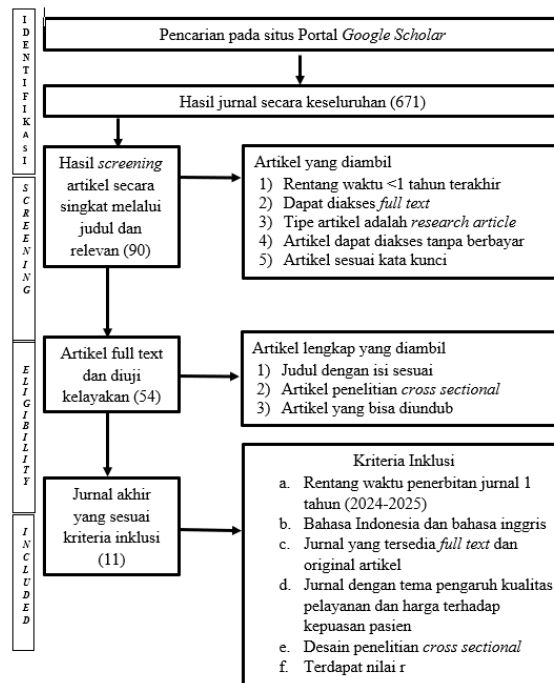 IDENTIFIKASI
Pencarian pada situs Portal Google Scholar
Hasil jurnal secara keseluruhan (671)
SCREENING
Hasil screening
artikel secara
singkat melalui
judul dan
relevan (90)
Artikel yang diambil
1) Rentang waktu <1 tahun terakhir
2) Dapat diakses full text
3) Tipe artikel adalah research article
4) Artikel dapat diakses tanpa berbayar
5) Artikel sesuai kata kunci
ELIGIBILITY
Artikel full text
dan diuji
kelayakan (54)
Artikel lengkap yang diambil
1) Judul dengan isi sesuai
2) Artikel penelitian cross sectional
3) Artikel yang bisa diundub
INCLUDED
Jurnal akhir
yang sesuai
kriteria inklusi
(11)
Kriteria Inklusi
a. Rentang waktu penerbitan jurnal 1
tahun (2024-2025)
b. Bahasa Indonesia dan bahasa inggris
c. Jurnal yang tersedia full text dan
original artikel
d. Jurnal dengan tema pengaruh kualitas
pelayanan dan harga terhadap
kepuasan pasien
e. Desain penelitian cross sectional
f. Terdapat nilai r